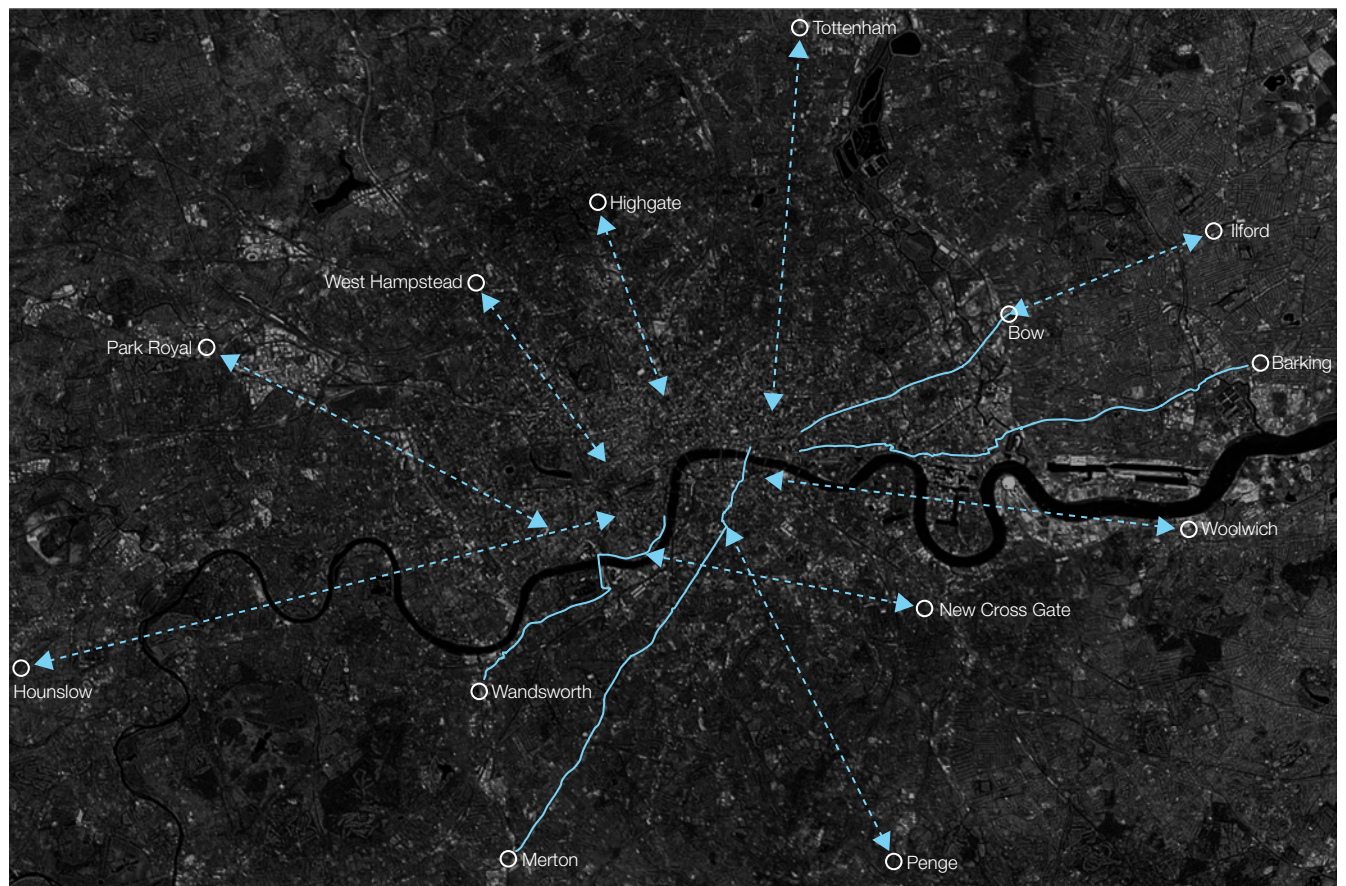 Tottenham
Highgate
Ilford
West Hampstead
Bow
Park Royal
Barking
Woolwich
New Cross Gate
Hounslow
Wandsworth
Merton
Penge